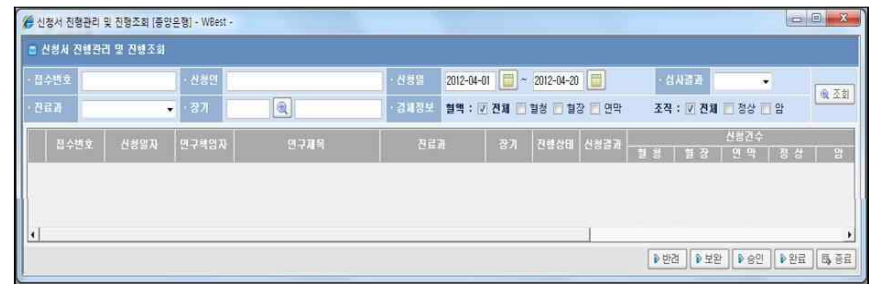 신청서 진행관리 및 진행조회 [중앙은행] - WBest -
신청서 진행관리 및 진행조회
· 접수번호 · 신청인 · 신청일 2012-04-01 ~ 2012-04-20 · 심사결과 조회
· 진료과 · 장기 · 검체정보 혈액 : 전체 혈청 혈장 연막 조직 : 전체 정상 암
접수번호 신청일자 연구책임자 연구제목 진료과 장기 진행상태 신청결과 신청건수
혈 청 혈 장 연 막 정 상 암
반려 보완 승인 완료 종료